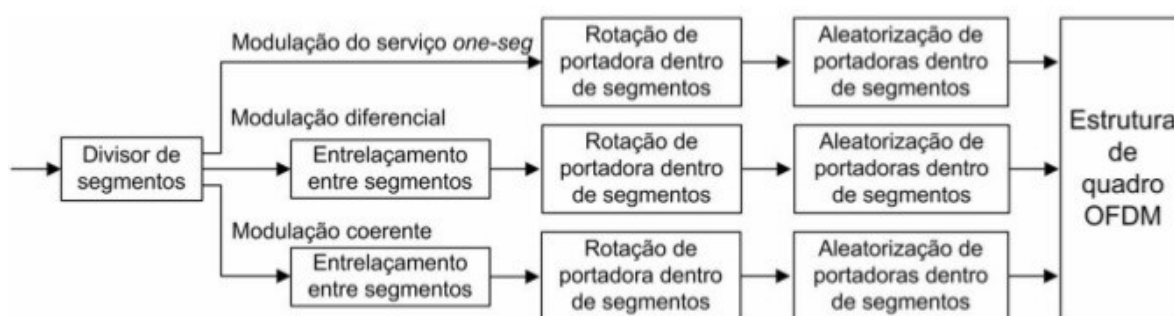 Modulação do serviço one-seg
Rotação de
portadora dentro
de segmentos
Aleatorização de
portadoras dentro
de segmentos
Modulação diferencial
Divisor de
segmentos
Entrelaçamento
entre segmentos
Rotação de
portadora dentro
de segmentos
Aleatorização de
portadoras dentro
de segmentos
Modulação coerente
Entrelaçamento
entre segmentos
Rotação de
portadora dentro
de segmentos
Aleatorização de
portadoras dentro
de segmentos
Estrutura
de
quadro
OFDM